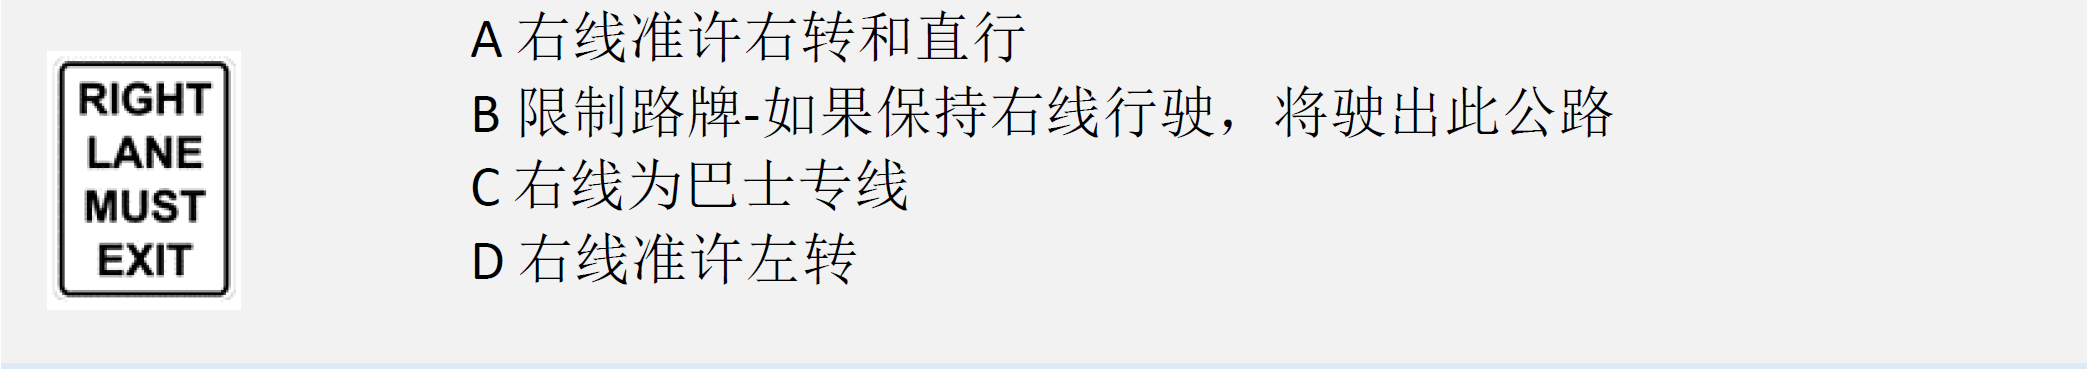 RIGHT
LANE
MUST
EXIT
A 右线准许右转和直行
B 限制路牌-如果保持右线行驶，将驶出此公路
C 右线为巴士专线
D 右线准许左转